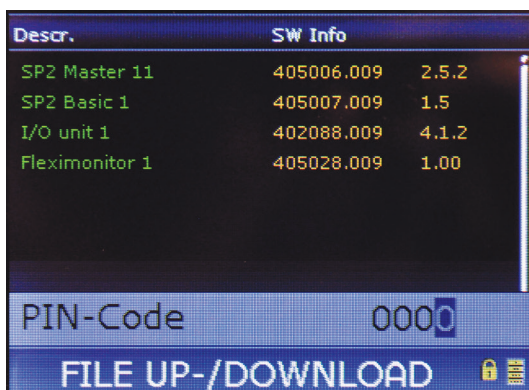 Descr. SW Info
SP2 Master 11 405006.009 2.5.2
SP2 Basic 1 405007.009 1.5
I/O unit 1 402088.009 4.1.2
Fleximonitor 1 405028.009 1.00
PIN-Code 0000
FILE UP-/DOWNLOAD